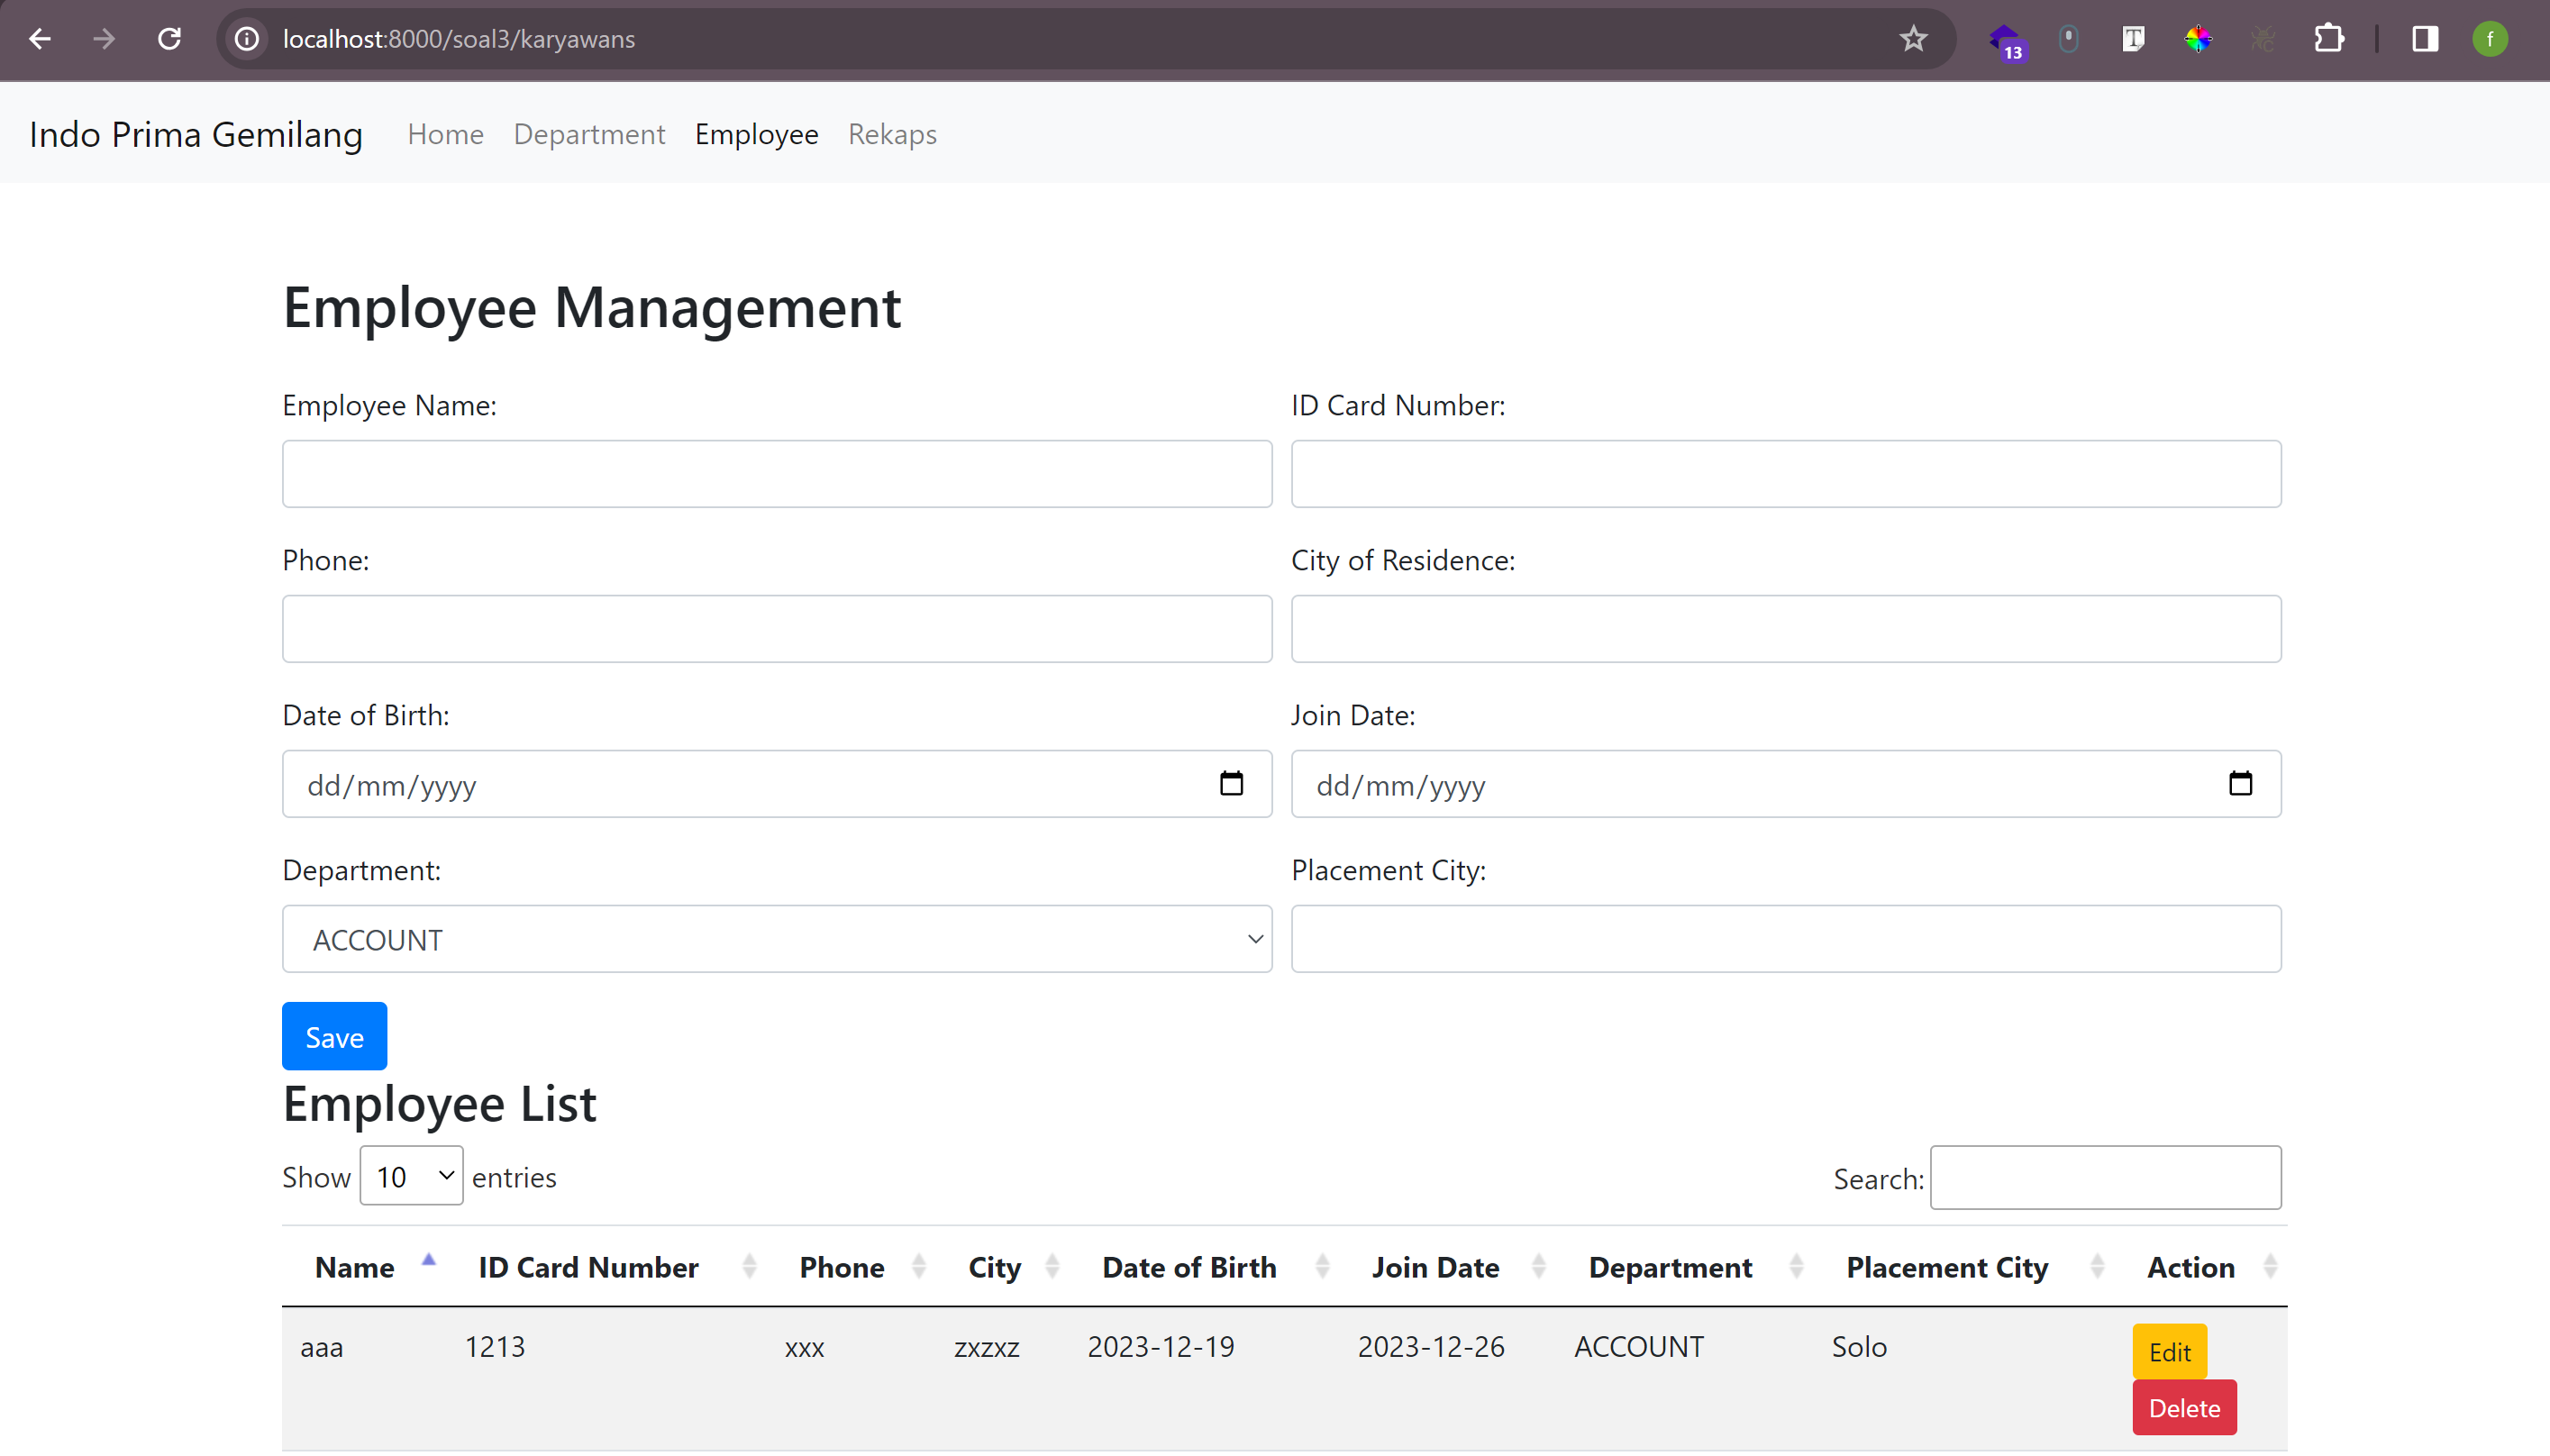 localhost:8000/soal3/karyawans
13
T
f
Indo Prima Gemilang Home Department Employee Rekaps
Employee Management
Employee Name: ID Card Number:
Phone: City of Residence:
Date of Birth: Join Date:
dd/mm/yyyy dd/mm/yyyy
Department: Placement City:
ACCOUNT
Save
Employee List
Show 10 entries Search:
Name ID Card Number Phone City Date of Birth Join Date Department Placement City Action
aaa 1213 xxx zxzxz 2023-12-19 2023-12-26 ACCOUNT Solo Edit
Delete